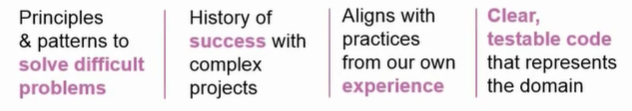 Principles
& patterns to
solve difficult
problems
History of
success with
complex
projects
Aligns with
practices
from our own
experience
Clear,
testable code
that represents
the domain